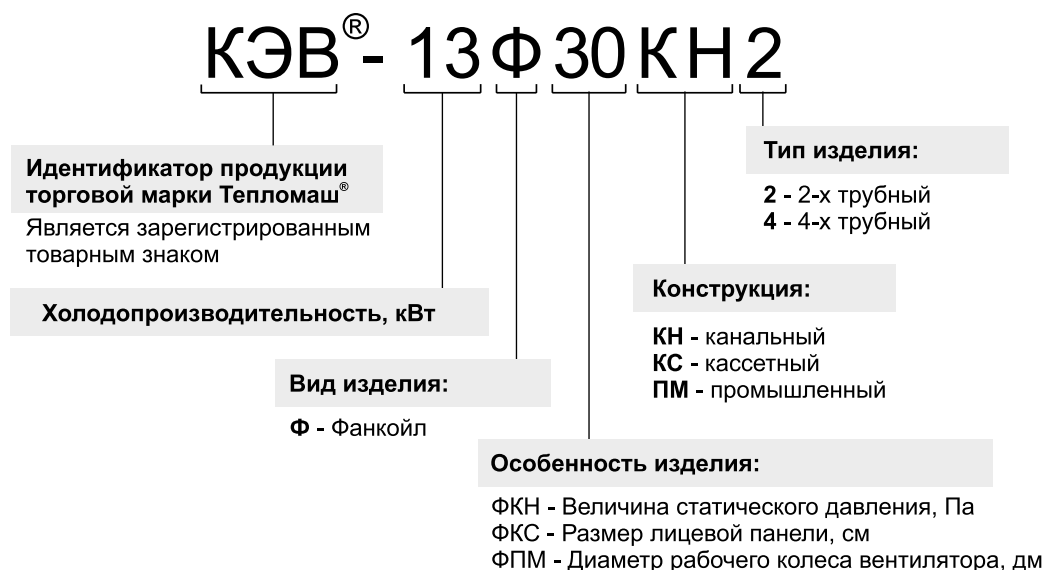 КЭВ®- 13Ф30КН2
Идентификатор продукции
торговой марки Тепломаш®
Является зарегистрированным
товарным знаком
Холодопроизводительность, кВт
Вид изделия:
Ф - Фанкойл
Особенность изделия:
ФКН - Величина статического давления, Па
ФКС - Размер лицевой панели, см
ФПМ - Диаметр рабочего колеса вентилятора, дм
Конструкция:
КН - канальный
КС - кассетный
ПМ - промышленный
Тип изделия:
2 - 2-х трубный
4 - 4-х трубный